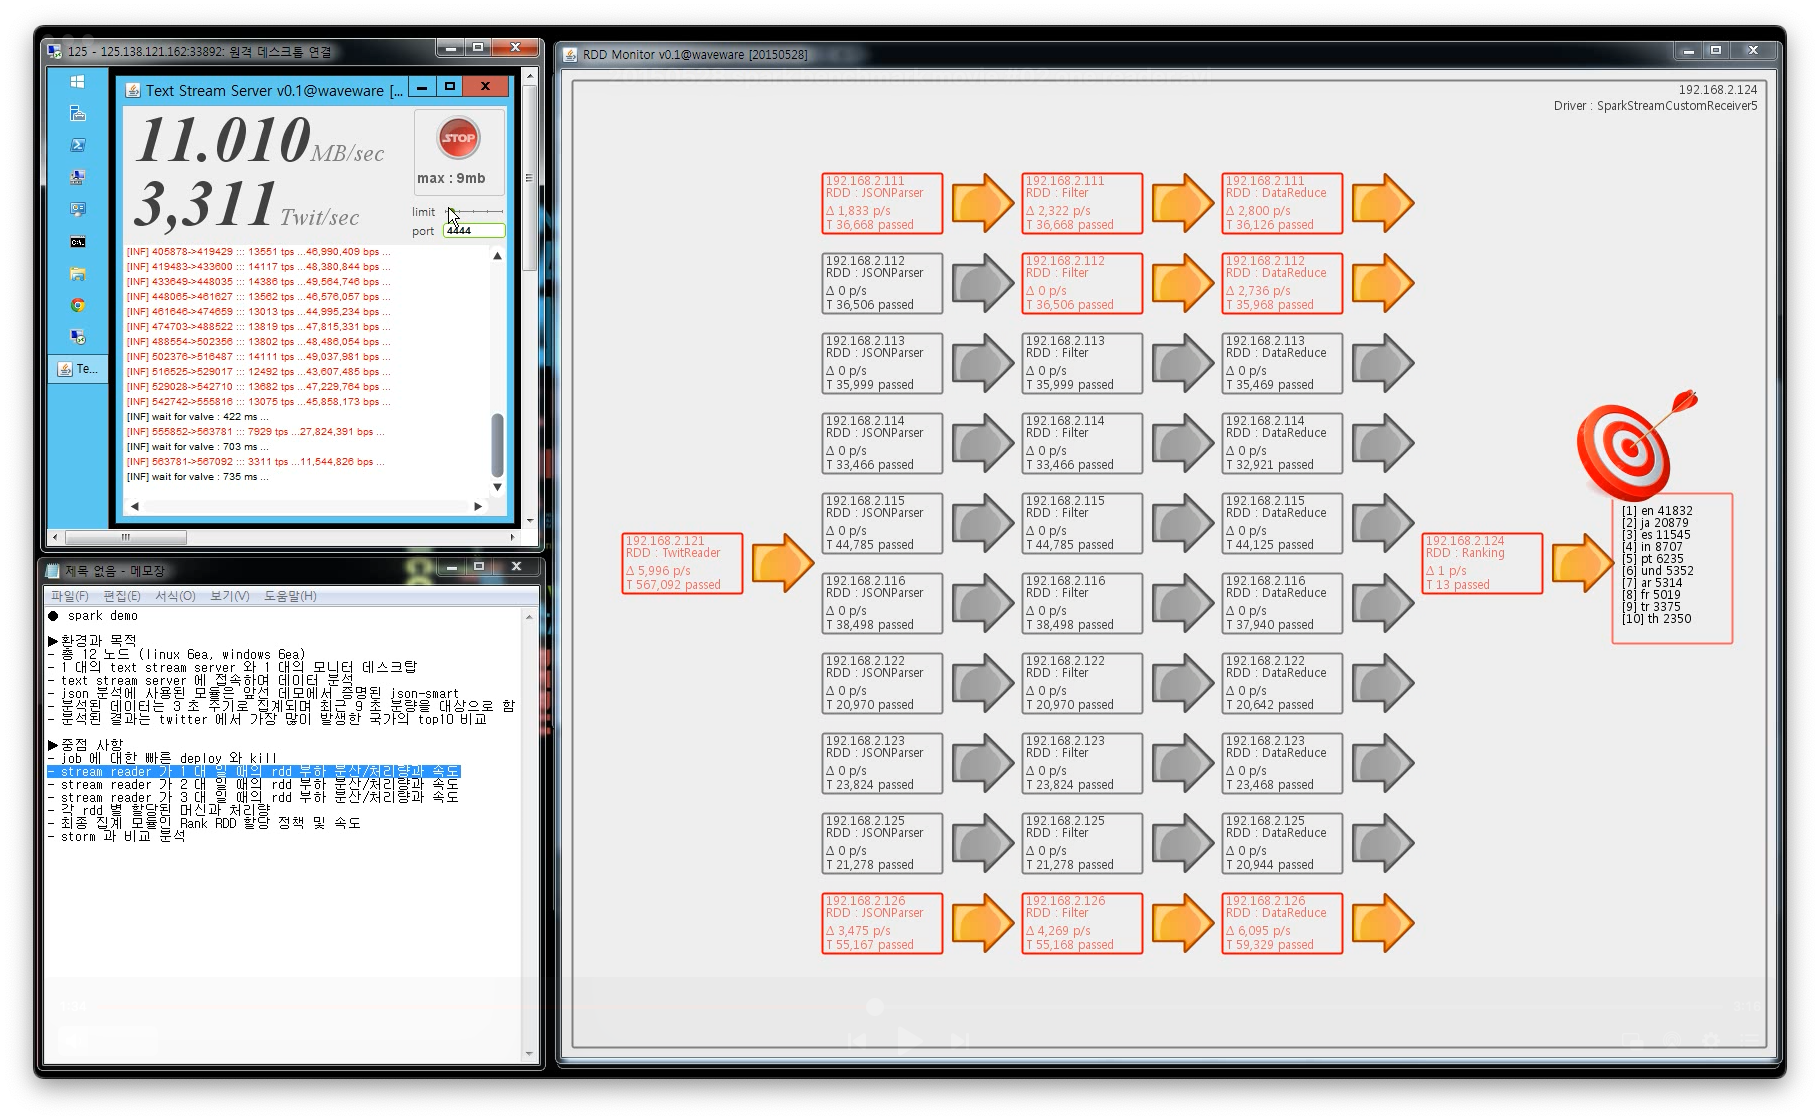 125 - 125.138.121.162:33892: 원격 데스크톱 연결
Text Stream Server v0.1@waveware [...
11.010 MB/sec
3,311 Twit/sec
STOP
max : 9mb
limit
port 4444
[INF] 405878->419429 ::: 13551 tps ...46,990,409 bps ...
[INF] 419483->433600 ::: 14117 tps ...48,380,844 bps ...
[INF] 433649->448035 ::: 14386 tps ...49,564,746 bps ...
[INF] 448065->461627 ::: 13562 tps ...46,576,057 bps ...
[INF] 461646->474659 ::: 13013 tps ...44,995,234 bps ...
[INF] 474703->488522 ::: 13819 tps ...47,815,331 bps ...
[INF] 488554->502356 ::: 13802 tps ...48,486,054 bps ...
[INF] 502376->516487 ::: 14111 tps ...49,037,981 bps ...
[INF] 516525->529017 ::: 12492 tps ...43,607,485 bps ...
[INF] 529028->542710 ::: 13682 tps ...47,229,764 bps ...
[INF] 542742->555816 ::: 13075 tps ...45,858,173 bps ...
[INF] wait for valve : 422 ms ...
[INF] 555852->563781 ::: 7929 tps ...27,824,391 bps ...
[INF] wait for valve : 703 ms ...
[INF] 563781->567092 ::: 3311 tps ...11,544,826 bps ...
[INF] wait for valve : 735 ms ...
Te...
제목 없음 - 메모장
파일(F) 편집(E) 서식(O) 보기(V) 도움말(H)
● spark demo
▶환경과 목적
- 총 12 노드 (linux 6ea, windows 6ea)
- 1 대의 text stream server 와 1 대의 모니터 데스크탑
- text stream server 에 접속하여 데이터 분석
- json 분석에 사용된 모듈은 앞선 데모에서 증명된 json-smart
- 분석된 데이터는 3 초 주기로 집계되며 최근 9 초 분량을 대상으로 함
- 분석된 결과는 twitter 에서 가장 많이 발생한 국가의 top10 비교
▶중점 사항
- job 에 대한 빠른 deploy 와 kill
- stream reader 가 1 대 일 때의 rdd 부하 분산/처리량과 속도
- stream reader 가 2 대 일 때의 rdd 부하 분산/처리량과 속도
- stream reader 가 3 대 일 때의 rdd 부하 분산/처리량과 속도
- 각 rdd 별 할당된 머신과 처리량
- 최종 집계 모듈인 Rank RDD 할당 정책 및 속도
- storm 과 비교 분석
RDD Monitor v0.1@waveware [20150528]
192.168.2.124
Driver : SparkStreamCustomReceiver5
192.168.2.121
RDD : TwitReader
Δ 5,996 p/s
T 567,092 passed
192.168.2.111
RDD : JSONParser
Δ 1,833 p/s
T 36,668 passed
192.168.2.111
RDD : Filter
Δ 2,322 p/s
T 36,668 passed
192.168.2.111
RDD : DataReduce
Δ 2,800 p/s
T 36,126 passed
192.168.2.112
RDD : JSONParser
Δ 0 p/s
T 36,506 passed
192.168.2.112
RDD : Filter
Δ 0 p/s
T 36,506 passed
192.168.2.112
RDD : DataReduce
Δ 2,736 p/s
T 35,968 passed
192.168.2.113
RDD : JSONParser
Δ 0 p/s
T 35,999 passed
192.168.2.113
RDD : Filter
Δ 0 p/s
T 35,999 passed
192.168.2.113
RDD : DataReduce
Δ 0 p/s
T 35,469 passed
192.168.2.114
RDD : JSONParser
Δ 0 p/s
T 33,466 passed
192.168.2.114
RDD : Filter
Δ 0 p/s
T 33,466 passed
192.168.2.114
RDD : DataReduce
Δ 0 p/s
T 32,921 passed
192.168.2.115
RDD : JSONParser
Δ 0 p/s
T 44,785 passed
192.168.2.115
RDD : Filter
Δ 0 p/s
T 44,785 passed
192.168.2.115
RDD : DataReduce
Δ 0 p/s
T 44,125 passed
192.168.2.116
RDD : JSONParser
Δ 0 p/s
T 38,498 passed
192.168.2.116
RDD : Filter
Δ 0 p/s
T 38,498 passed
192.168.2.116
RDD : DataReduce
Δ 0 p/s
T 37,940 passed
192.168.2.122
RDD : JSONParser
Δ 0 p/s
T 20,970 passed
192.168.2.122
RDD : Filter
Δ 0 p/s
T 20,970 passed
192.168.2.122
RDD : DataReduce
Δ 0 p/s
T 20,642 passed
192.168.2.123
RDD : JSONParser
Δ 0 p/s
T 23,824 passed
192.168.2.123
RDD : Filter
Δ 0 p/s
T 23,824 passed
192.168.2.123
RDD : DataReduce
Δ 0 p/s
T 23,468 passed
192.168.2.125
RDD : JSONParser
Δ 0 p/s
T 21,278 passed
192.168.2.125
RDD : Filter
Δ 0 p/s
T 21,278 passed
192.168.2.125
RDD : DataReduce
Δ 0 p/s
T 20,944 passed
192.168.2.126
RDD : JSONParser
Δ 3,475 p/s
T 55,167 passed
192.168.2.126
RDD : Filter
Δ 4,269 p/s
T 55,168 passed
192.168.2.126
RDD : DataReduce
Δ 6,095 p/s
T 59,329 passed
192.168.2.124
RDD : Ranking
Δ 1 p/s
T 13 passed
[1] en 41832
[2] ja 20879
[3] es 11545
[4] in 8707
[5] pt 6235
[6] und 5352
[7] ar 5314
[8] fr 5019
[9] tr 3375
[10] th 2350